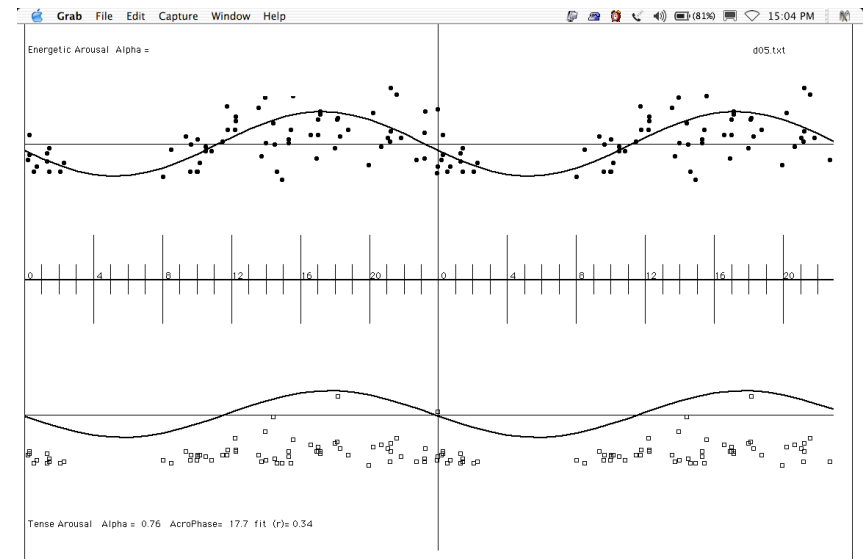 Grab File Edit Capture Window Help (81%) 15:04 PM
Energetic Arousal Alpha = d05.txt
0 4 8 12 16 20 0 4 8 12 16 20
Tense Arousal Alpha = 0.76 AcroPhase= 17.7 fit (r)= 0.34